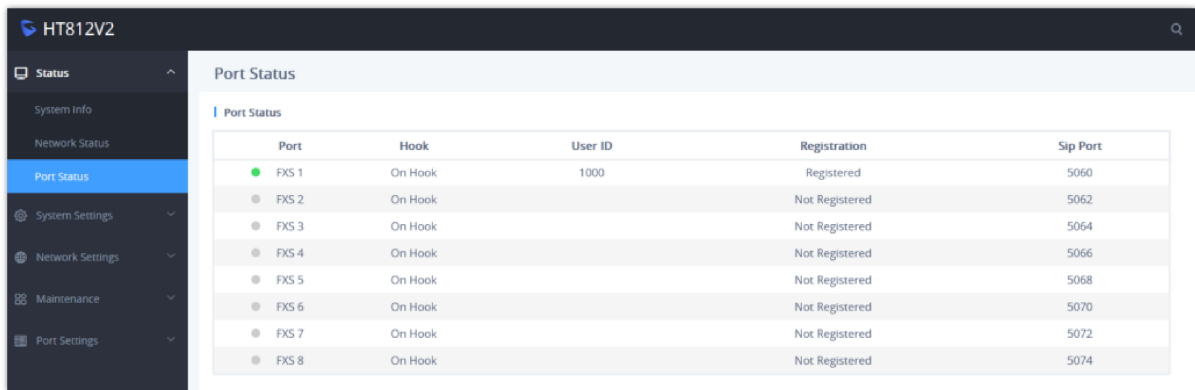 HT812V2
Status
System Info
Network Status
Port Status
System Settings
Network Settings
Maintenance
Port Settings
Port Status
Port Status
Port Hook User ID Registration Sip Port
FXS 1 On Hook 1000 Registered 5060
FXS 2 On Hook Not Registered 5062
FXS 3 On Hook Not Registered 5064
FXS 4 On Hook Not Registered 5066
FXS 5 On Hook Not Registered 5068
FXS 6 On Hook Not Registered 5070
FXS 7 On Hook Not Registered 5072
FXS 8 On Hook Not Registered 5074